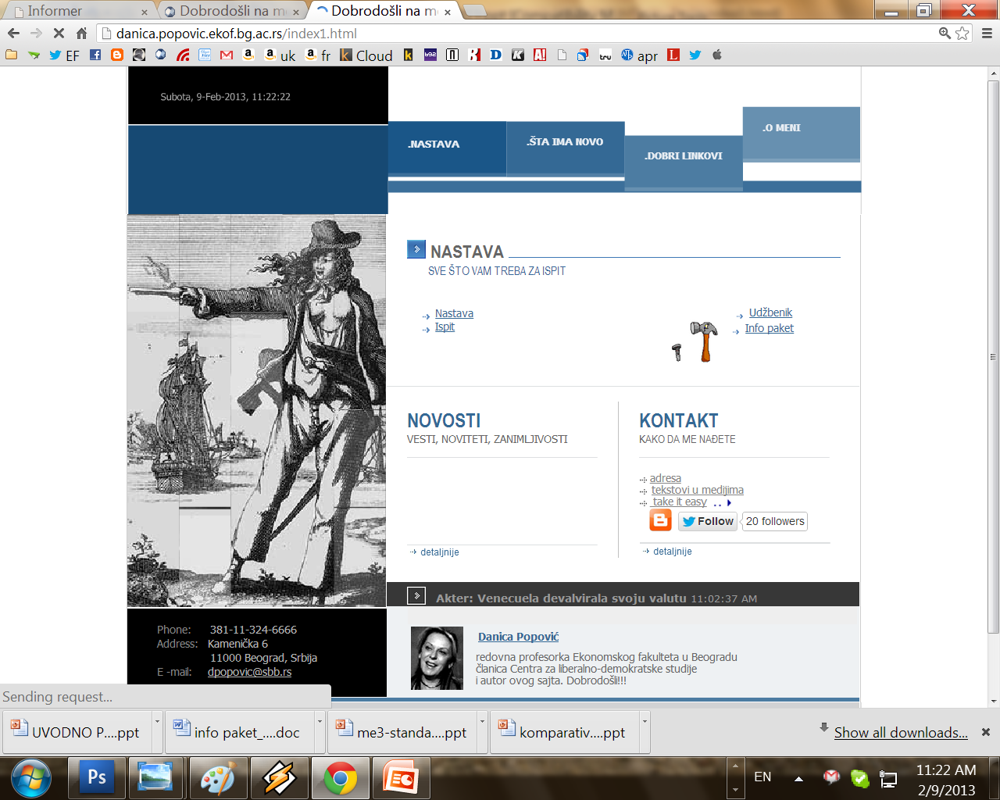 Informer
Dobrodošli na m
Dobrodošli na m
danica.popovic.ekof.bg.ac.rs/index1.html
EF
uk
fr
Cloud
apr
Subota, 9-Feb-2013, 11:22:22
.NASTAVA
.ŠTA IMA NOVO
.DOBRI LINKOVI
.O MENI
NASTAVA
SVE ŠTO VAM TREBA ZA ISPIT
Nastava
Ispit
Udžbenik
Info paket
NOVOSTI
VESTI, NOVITETI, ZANIMLJIVOSTI
detaljnije
KONTAKT
KAKO DA ME NAĐETE
adresa
tekstovi u medijima
take it easy ..
Follow 20 followers
detaljnije
Akter: Venecuela devalvirala svoju valutu 11:02:37 AM
Phone: 381-11-324-6666
Address: Kamenička 6
11000 Beograd, Srbija
E -mail: dpopovic@sbb.rs
Danica Popović
redovna profesorka Ekonomskog fakulteta u Beogradu
članica Centra za liberalno-demokratske studije
i autor ovog sajta. Dobrodošli!!!
Sending request...
UVODNO P....ppt
info paket_....doc
me3-standa....ppt
komparativ....ppt
Show all downloads...
Ps
EN
11:22 AM
2/9/2013